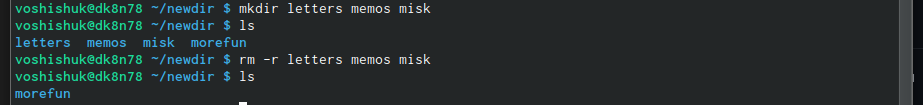 voshishuk@dk8n78 ~/newdir $ mkdir letters memos misk
voshishuk@dk8n78 ~/newdir $ ls
letters  memos  misk  morefun
voshishuk@dk8n78 ~/newdir $ rm -r letters memos misk
voshishuk@dk8n78 ~/newdir $ ls
morefun